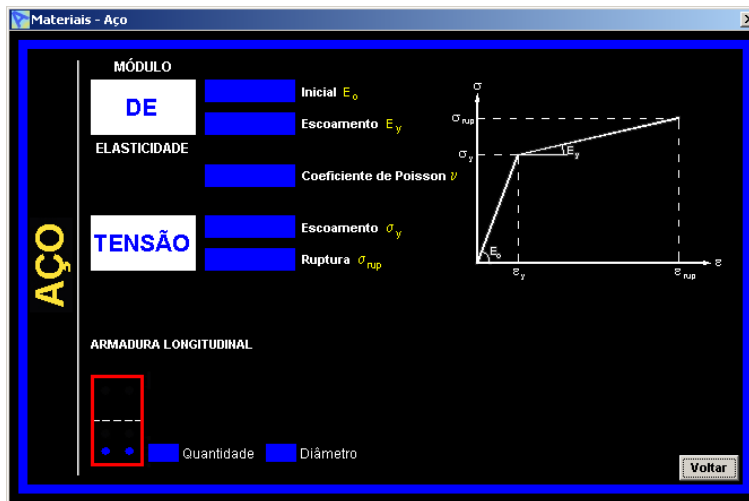 Materiais - Aço
MÓDULO
DE
ELASTICIDADE
Inicial E₀
Escoamento Ey
Coeficiente de Poisson ν
TENSÃO
Escoamento σy
Ruptura σrup
AÇO
σ
σrup
σy
Ey
E₀
εy
εrup
ε
ARMADURA LONGITUDINAL
Quantidade
Diâmetro
Voltar